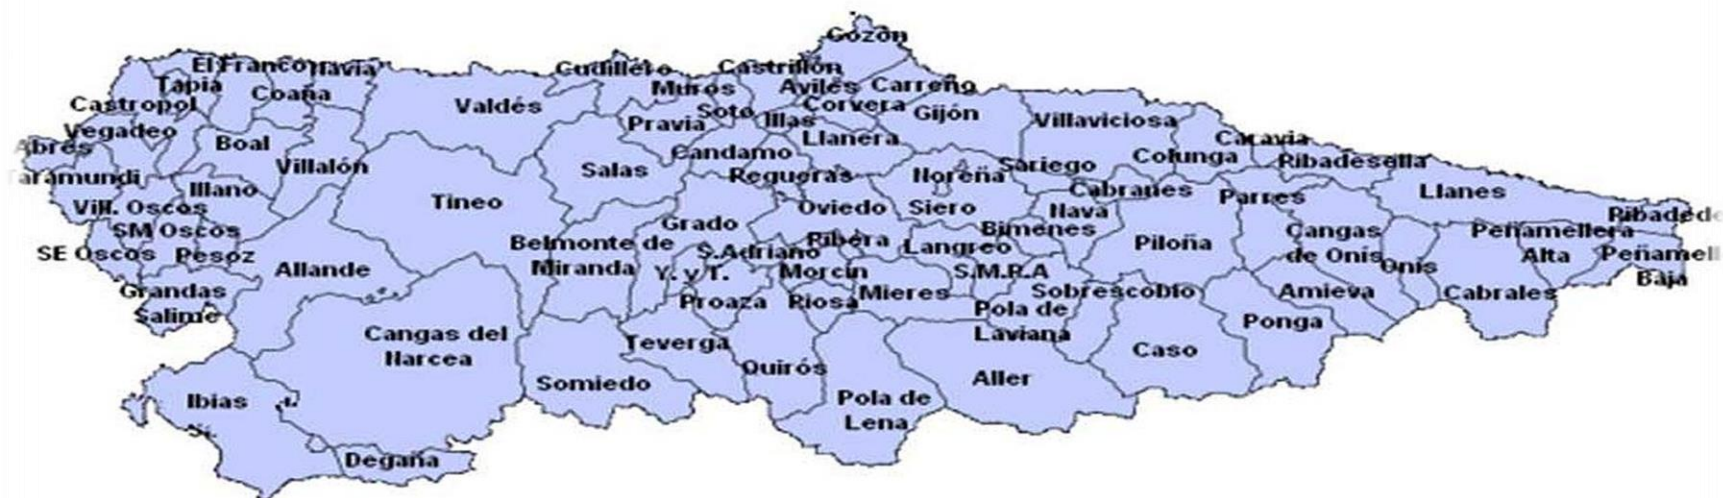 Gozón
El Franco
Navia
Cudillero
Castrillón
Tapia
Coaña
Muros
Avilés
Carreño
Castropol
Valdés
Soto
Corvera
Gijón
Vegadeo
Pravia
Illas
Villaviciosa
Abres
Boal
Llanera
Caravia
Candamo
Colunga
Ribadesella
Villalón
Salas
Regueras
Noreña
Sariego
aramundi
Illano
Cabranes
Parres
Llanes
Vill. Oscos
Tineo
Grado
Oviedo
Siero
Nava
Ribadede
SM Oscos
Bimenes
Cangas
de Onís
Peñamellera
Alta
SE Oscos
Pesoz
Allande
Belmonte de
Miranda
S.Adriano
Ribera
Langreo
Piloña
Onís
Peñamell
Baja
Y. y T.
Morcín
S.M.R.A
Grandas
Salime
Proaza
Riosa
Mieres
Sobrescobio
Amieva
Cabrales
Pola de
Laviana
Ponga
Cangas del
Narcea
Teverga
Caso
Quirós
Somiedo
Aller
Ibias
Pola de
Lena
Degaña